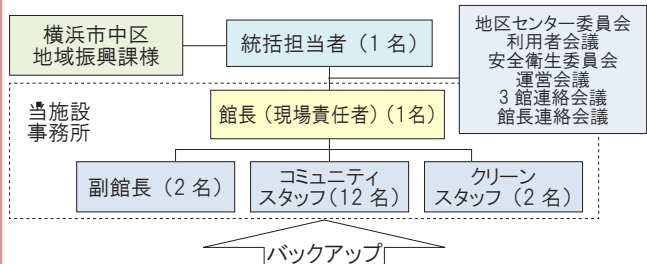 横浜市中区
地域振興課様
統括担当者（1 名）
地区センター委員会
利用者会議
安全衛生委員会
運営会議
３館連絡会議
館長連絡会議
当施設
事務所
館長（現場責任者）（1名）
副館長（2 名）
コミュニティ
スタッフ（12 名）
クリーン
スタッフ（2 名）
バックアップ